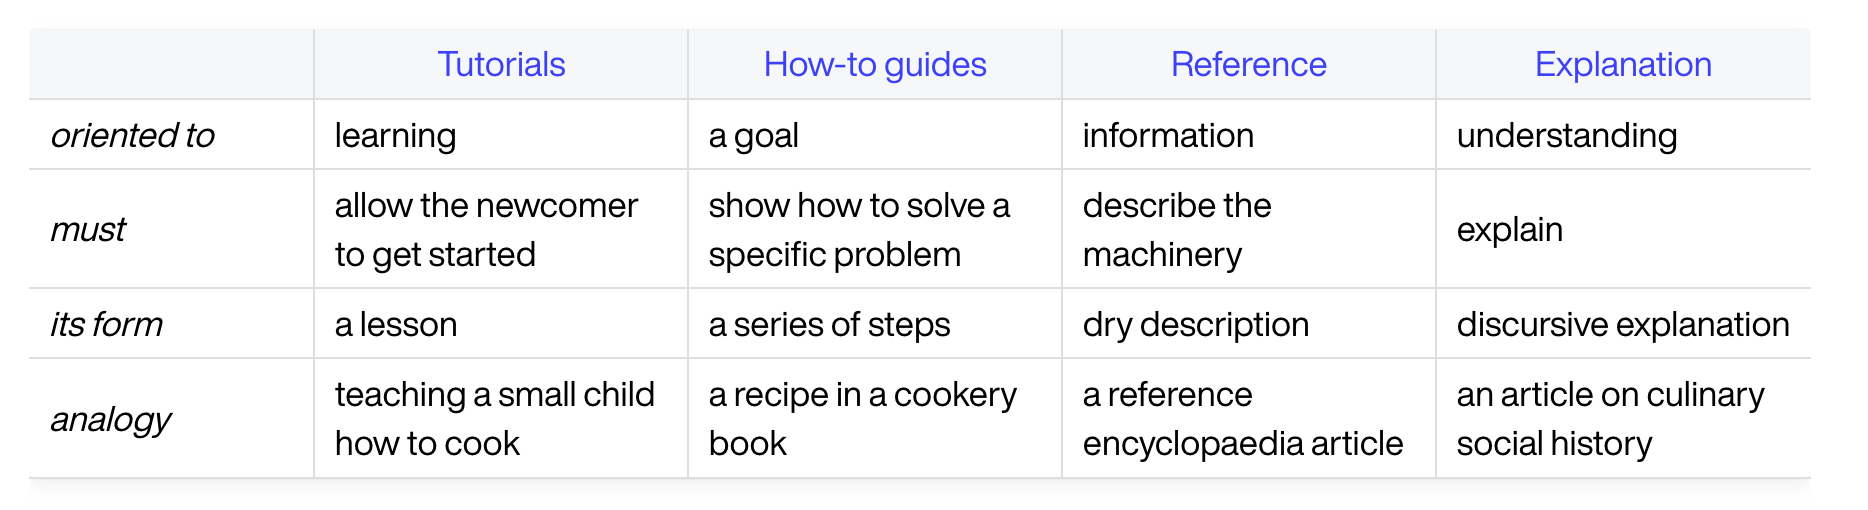 Tutorials How-to guides Reference Explanation
oriented to learning a goal information understanding
must allow the newcomer to get started show how to solve a specific problem describe the machinery explain
its form a lesson a series of steps dry description discursive explanation
analogy teaching a small child how to cook a recipe in a cookery book a reference encyclopaedia article an article on culinary social history